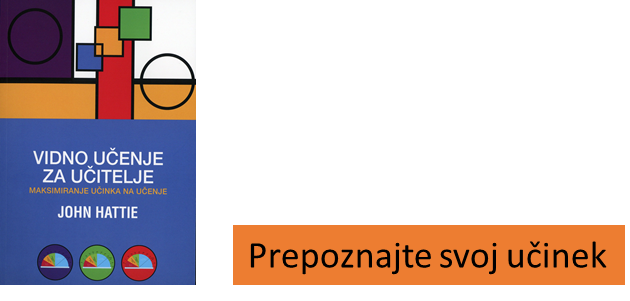 VIDNO UČENJE
ZA UČITELJE
MAKSIMIRANJE UČINKA NA UČENJE
JOHN HATTIE
Prepoznajte svoj učinek